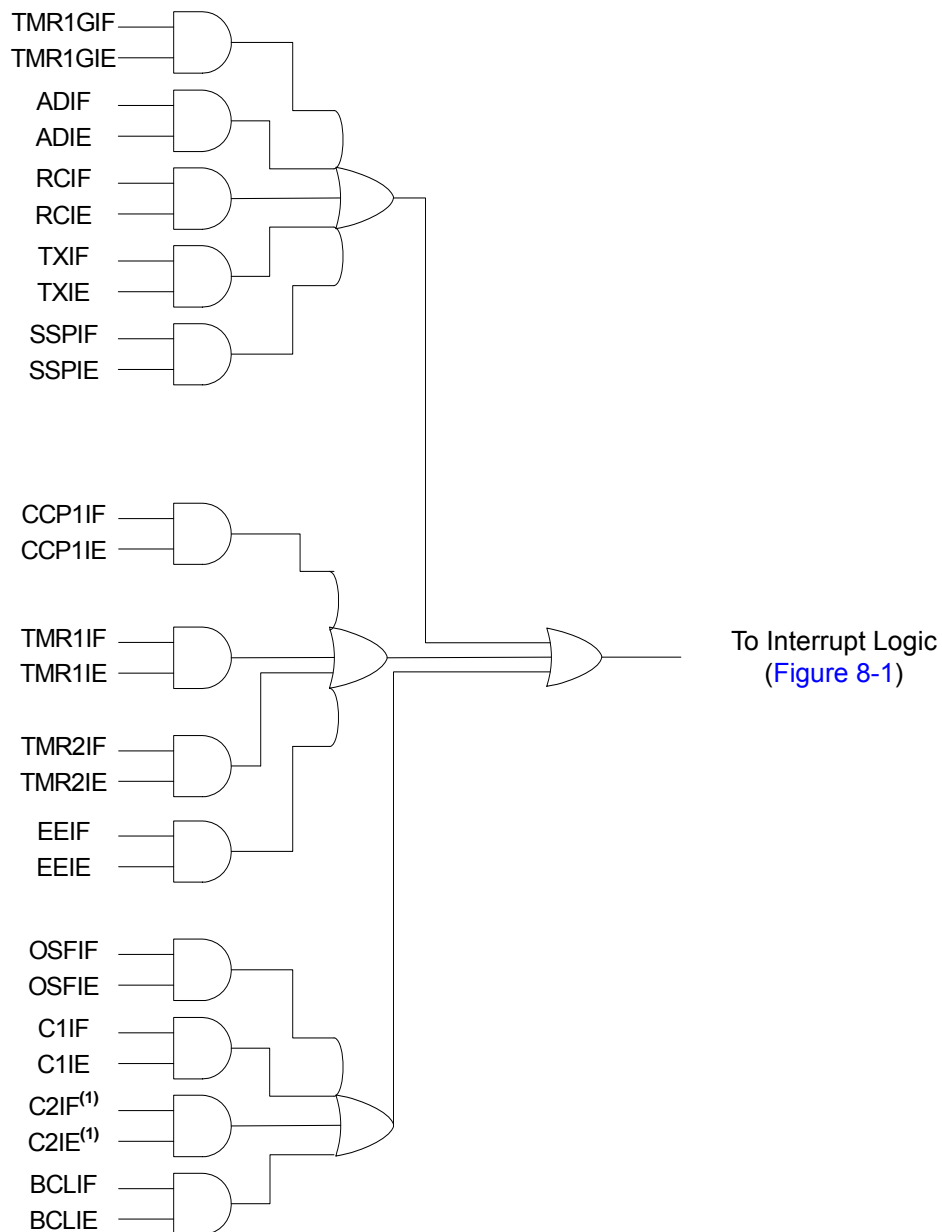 TMR1GIF
TMR1GIE
ADIF
ADIE
RCIF
RCIE
TXIF
TXIE
SSPIF
SSPIE
CCP1IF
CCP1IE
TMR1IF
TMR1IE
To Interrupt Logic
(Figure 8-1)
TMR2IF
TMR2IE
EEIF
EEIE
OSFIF
OSFIE
C1IF
C1IE
C2IF(1)
C2IE(1)
BCLIF
BCLIE